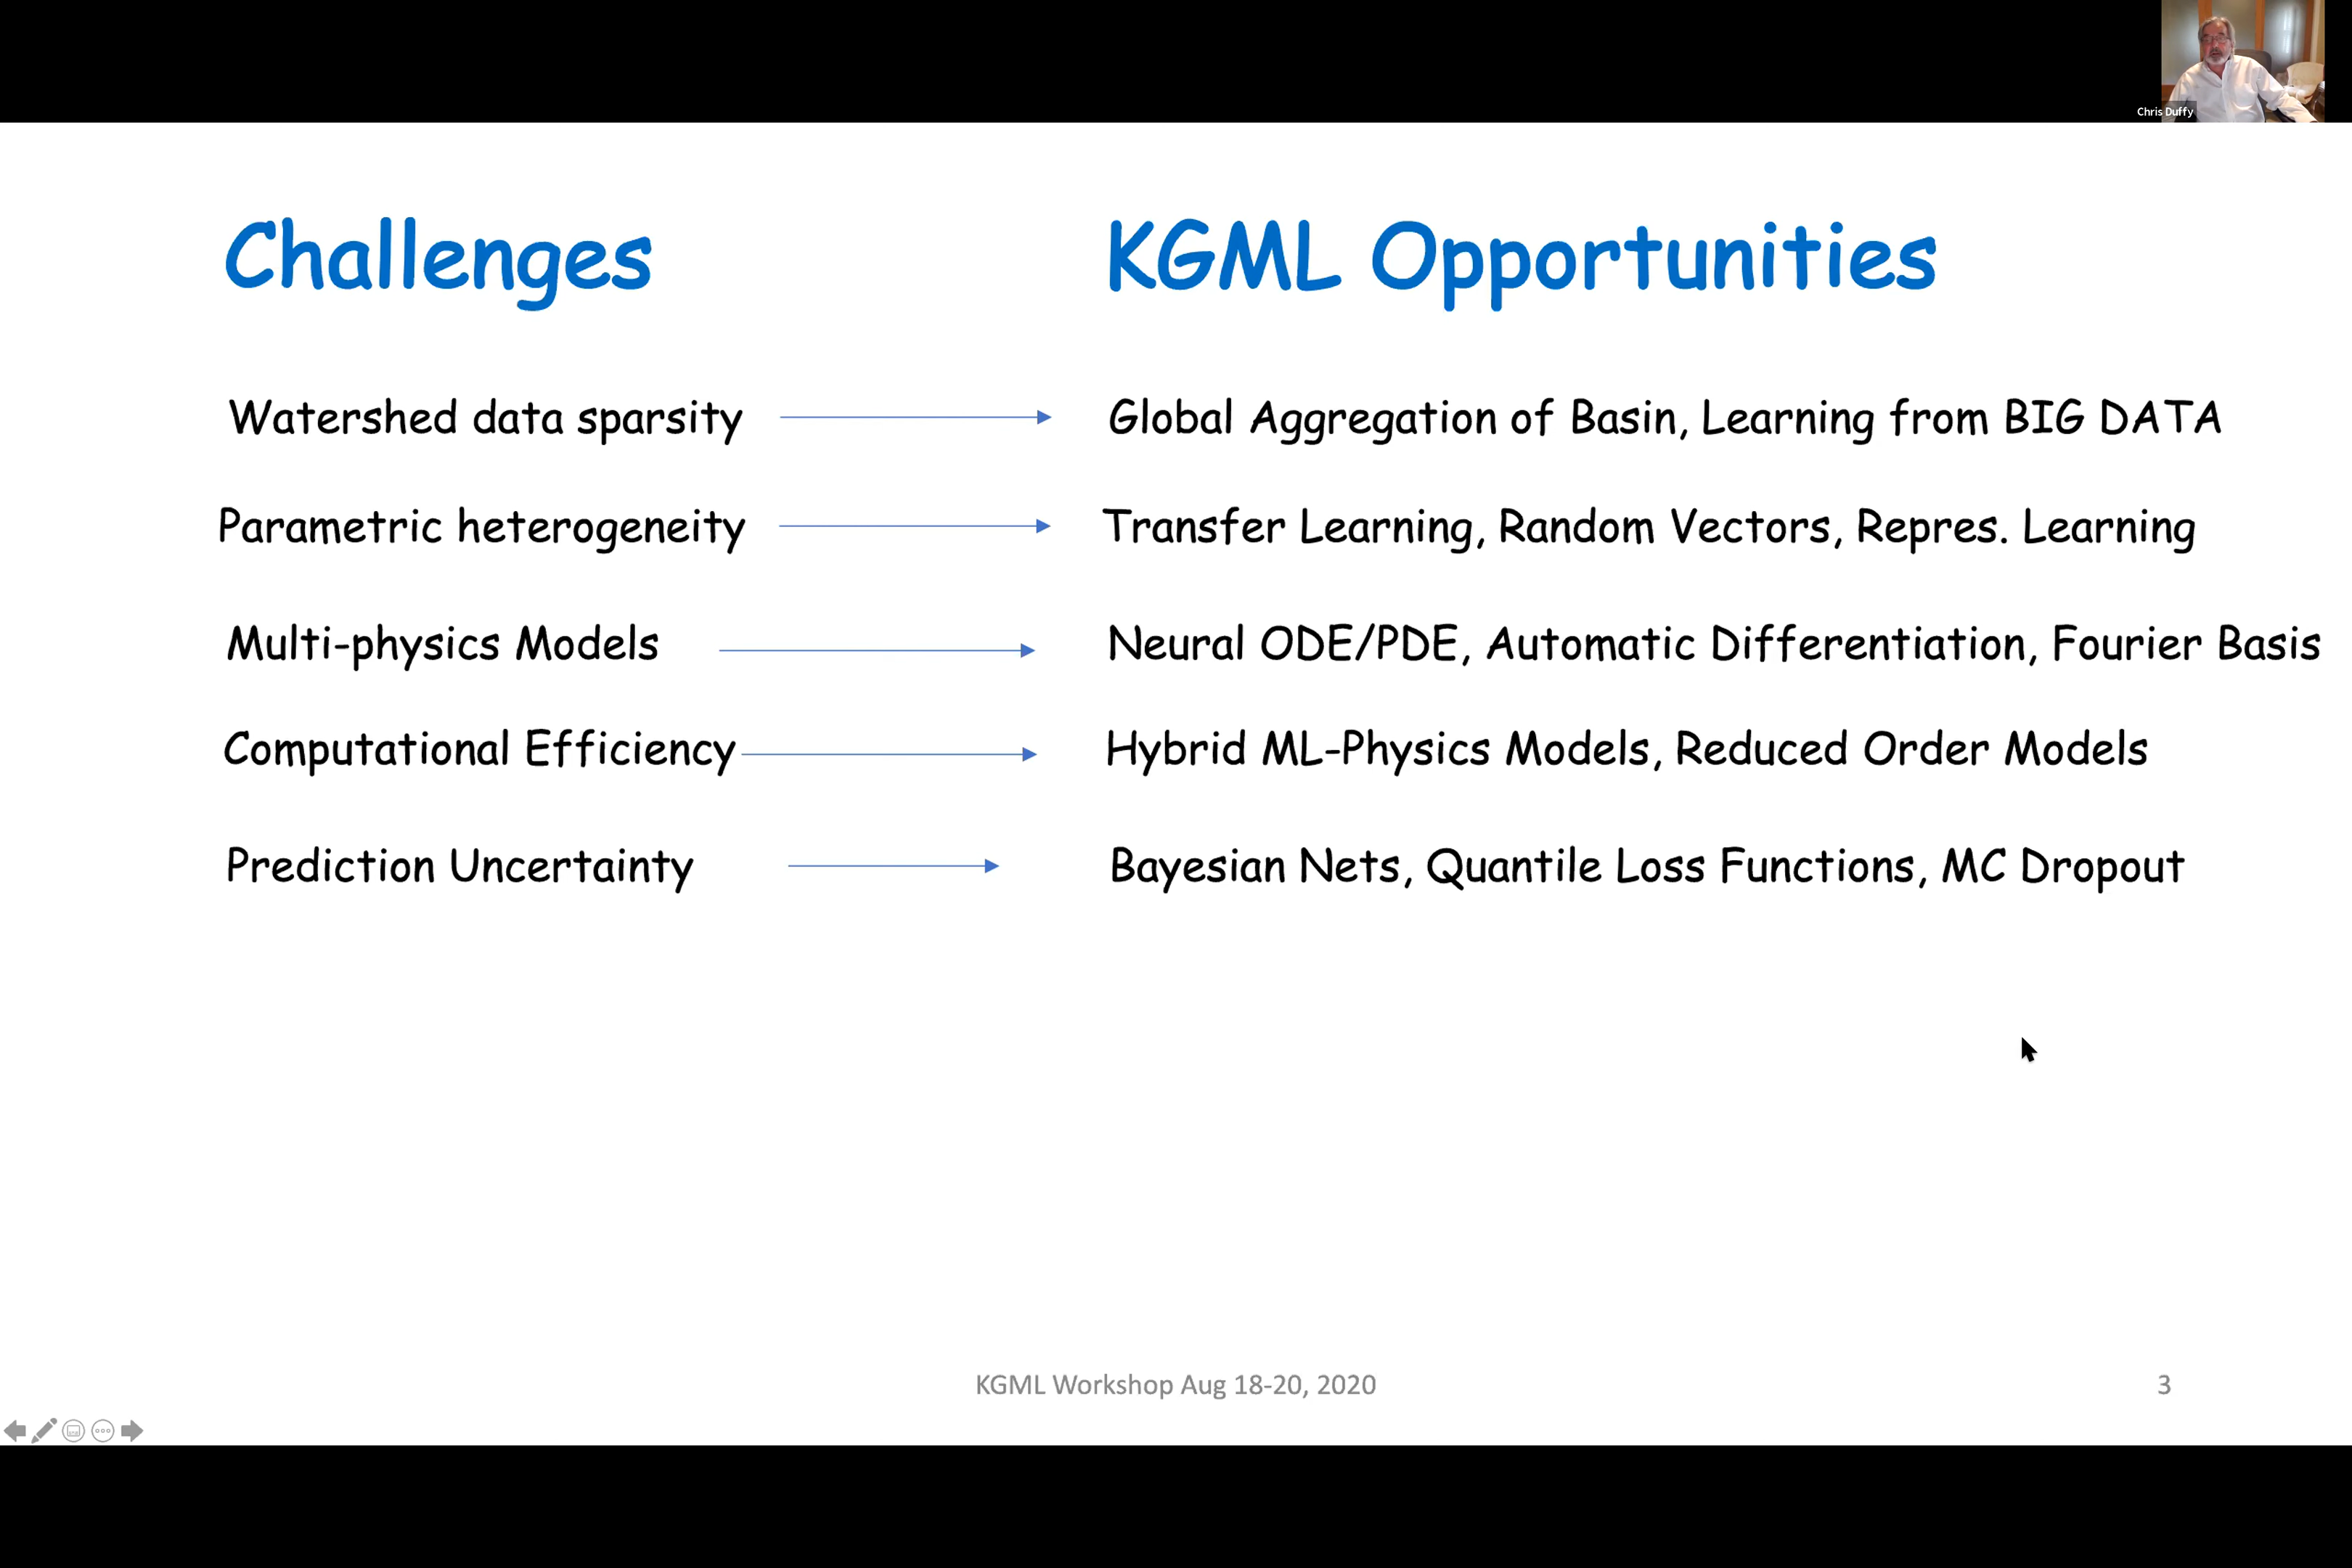 Chris Duffy
Challenges
KGML Opportunities
Watershed data sparsity
Global Aggregation of Basin, Learning from BIG DATA
Parametric heterogeneity
Transfer Learning, Random Vectors, Repres. Learning
Multi-physics Models
Neural ODE/PDE, Automatic Differentiation, Fourier Basis
Computational Efficiency
Hybrid ML-Physics Models, Reduced Order Models
Prediction Uncertainty
Bayesian Nets, Quantile Loss Functions, MC Dropout
KGML Workshop Aug 18-20, 2020
3